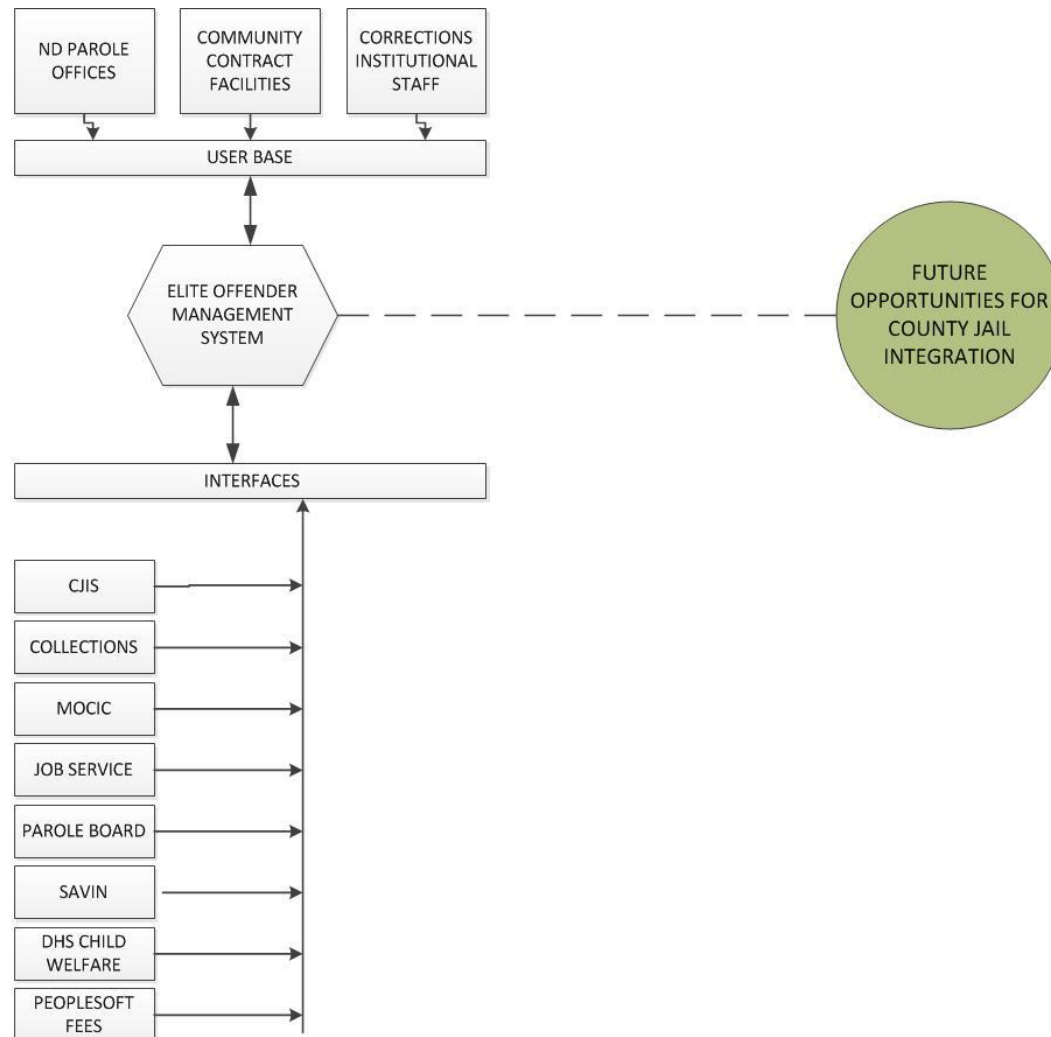 ND PAROLE
OFFICES
COMMUNITY
CONTRACT
FACILITIES
CORRECTIONS
INSTITUTIONAL
STAFF
USER BASE
ELITE OFFENDER
MANAGEMENT
SYSTEM
FUTURE
OPPORTUNITIES FOR
COUNTY JAIL
INTEGRATION
INTERFACES
CJIS
COLLECTIONS
MOCIC
JOB SERVICE
PAROLE BOARD
SAVIN
DHS CHILD
WELFARE
PEOPLESOFT
FEES